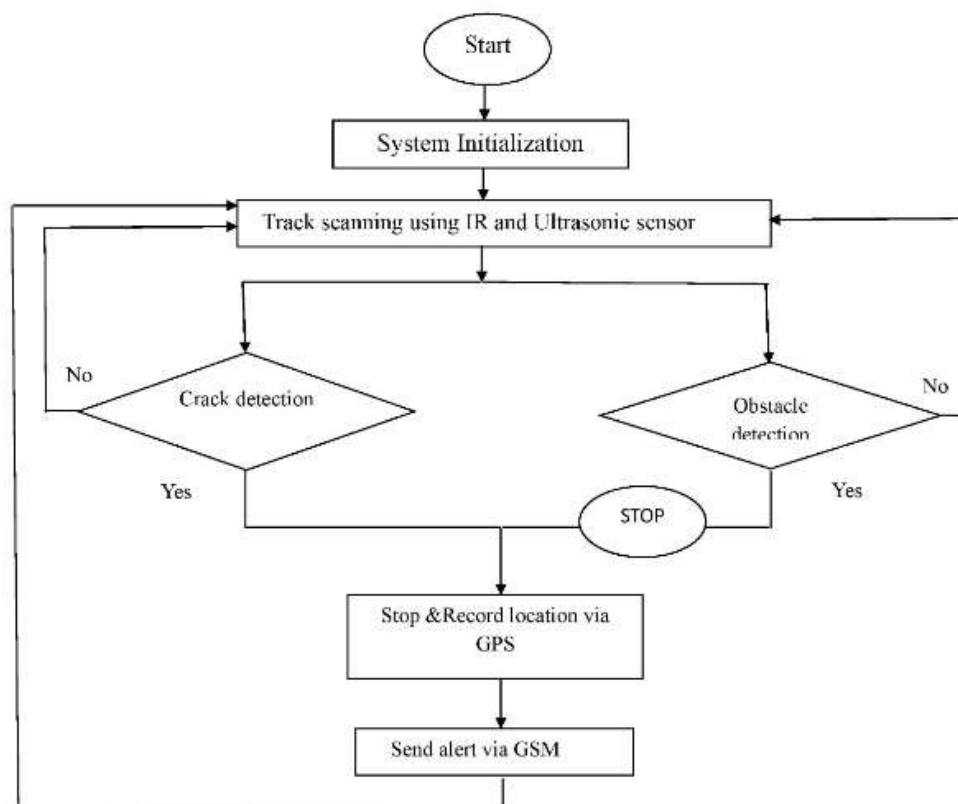 Start
System Initialization
Track scanning using IR and Ultrasonic sensor
No
Crack detection
Obstacle
detection
No
Yes
Yes
STOP
Stop &Record location via
GPS
Send alert via GSM